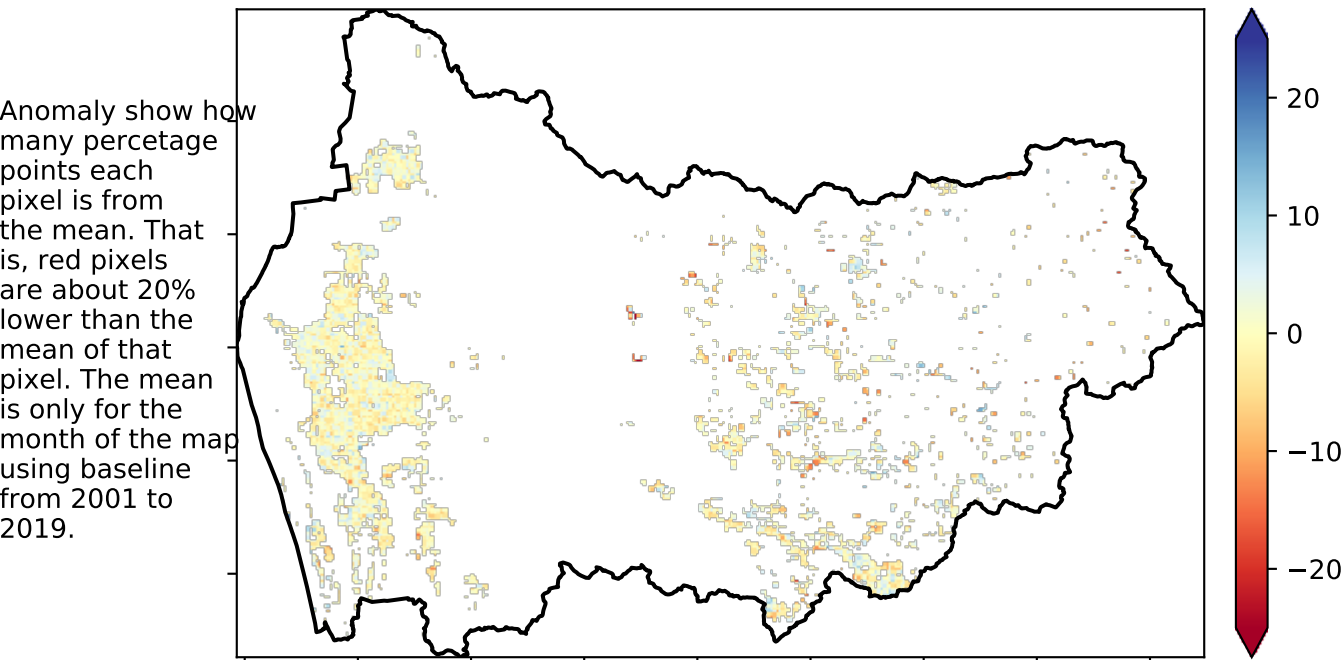 Anomaly show how
many percetage
points each
pixel is from
the mean. That
is, red pixels
are about 20%
lower than the
mean of that
pixel. The mean
is only for the
month of the map
using baseline
from 2001 to
2019.
20
10
0
−10
−20